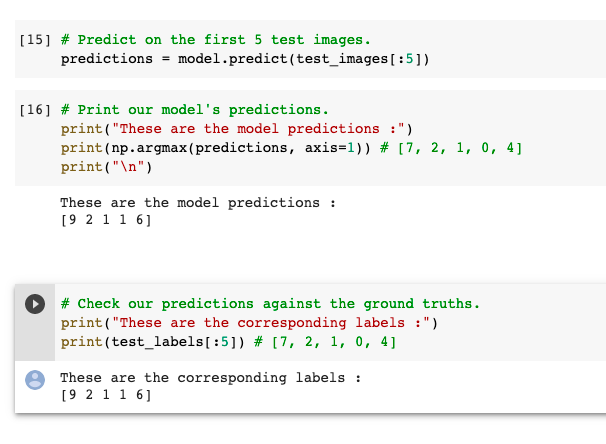 [15] # Predict on the first 5 test images.
predictions = model.predict(test_images[:5])
[16] # Print our model's predictions.
print("These are the model predictions :")
print(np.argmax(predictions, axis=1)) # [7, 2, 1, 0, 4]
print("\n")
These are the model predictions :
[9 2 1 1 6]
# Check our predictions against the ground truths.
print("These are the corresponding labels :")
print(test_labels[:5]) # [7, 2, 1, 0, 4]
These are the corresponding labels :
[9 2 1 1 6]